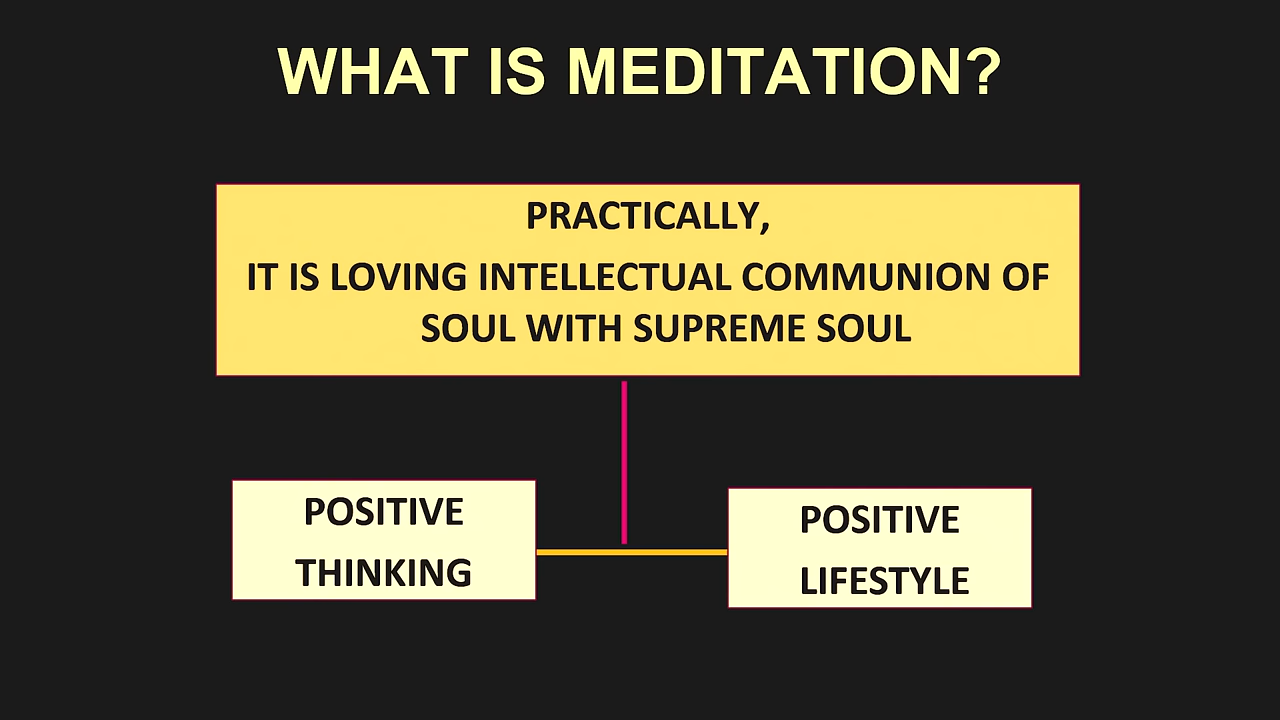 WHAT IS MEDITATION?
PRACTICALLY,
IT IS LOVING INTELLECTUAL COMMUNION OF
SOUL WITH SUPREME SOUL
POSITIVE
THINKING
POSITIVE
LIFESTYLE